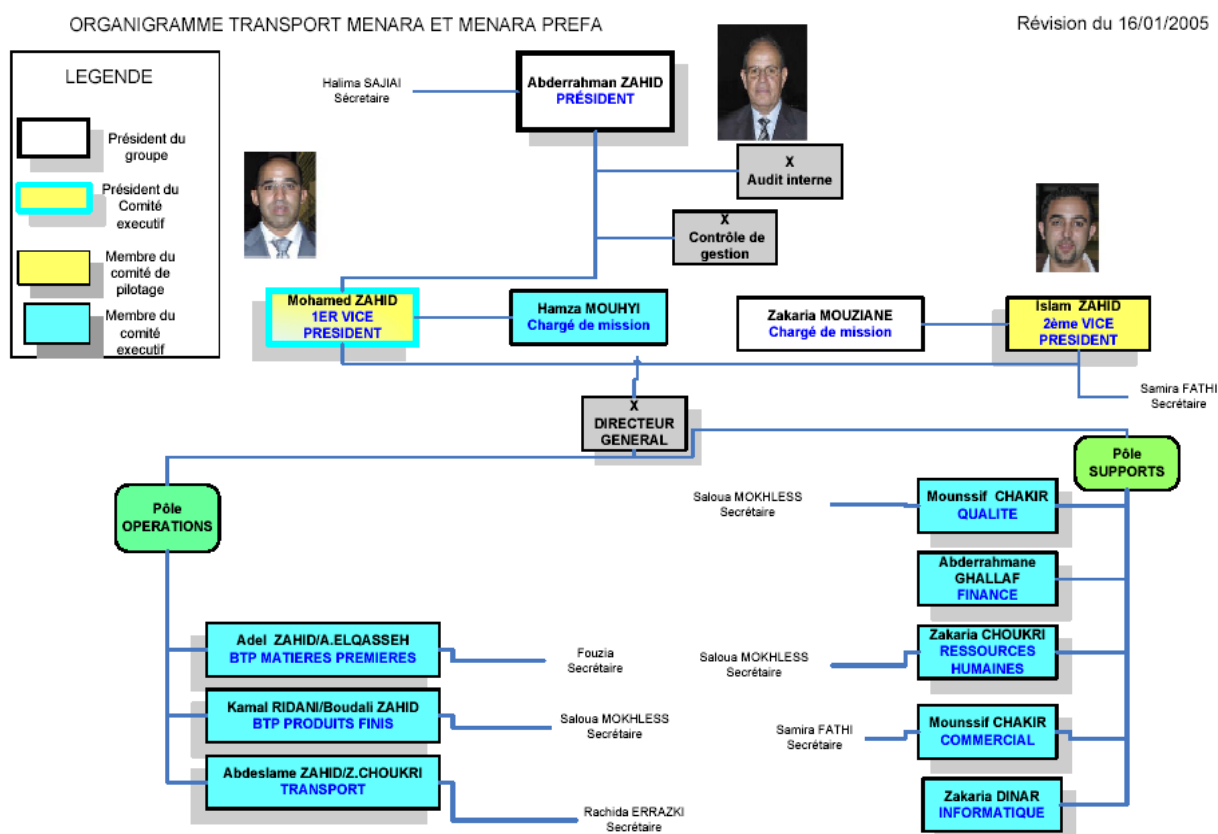 ORGANIGRAMME TRANSPORT MENARA ET MENARA PREFA
Révision du 16/01/2005
LEGENDE
Président du
groupe
Président du
Comité
executif
Membre du
comité de
pilotage
Membre du
comité
executif
Halima SAJIAI
Sécretaire
Abderrahman ZAHID
PRÉSIDENT
X
Audit interne
X
Contrôle de
gestion
Mohamed ZAHID
1ER VICE
PRESIDENT
Hamza MOUHYI
Chargé de mission
Zakaria MOUZIANE
Chargé de mission
Islam ZAHID
2ème VICE
PRESIDENT
Samira FATHI
Secrétaire
X
DIRECTEUR
GENERAL
Pôle
OPERATIONS
Pôle
SUPPORTS
Adel ZAHID/A.ELQASSEH
BTP MATIERES PREMIERES
Fouzia
Secrétaire
Kamal RIDANI/Boudali ZAHID
BTP PRODUITS FINIS
Saloua MOKHLESS
Secrétaire
Abdeslame ZAHID/Z.CHOUKRI
TRANSPORT
Rachida ERRAZKI
Secrétaire
Saloua MOKHLESS
Secrétaire
Mounssif CHAKIR
QUALITE
Abderrahmane
GHALLAF
FINANCE
Saloua MOKHLESS
Secrétaire
Zakaria CHOUKRI
RESSOURCES
HUMAINES
Samira FATHI
Secrétaire
Mounssif CHAKIR
COMMERCIAL
Zakaria DINAR
INFORMATIQUE